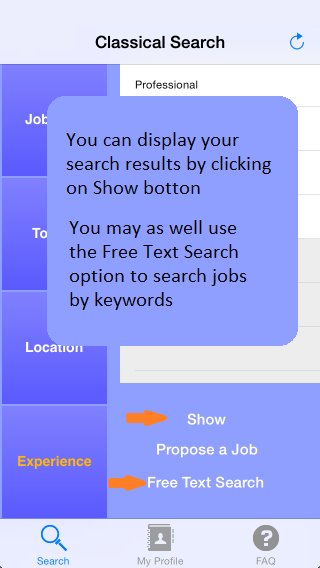 Classical Search
Professional
Job
You can display your
search results by clicking
on Show botton
To
You may as well use
the Free Text Search
option to search jobs
by keywords
Location
Show
Propose a Job
Experience
Free Text Search
Search
My Profile
FAQ